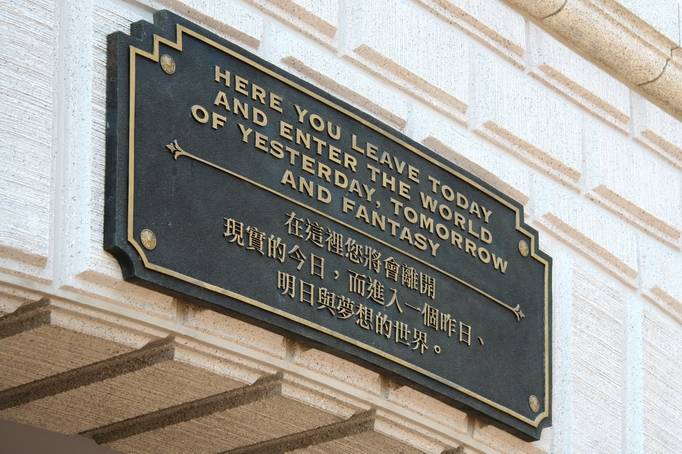 HERE YOU LEAVE TODAY
AND ENTER THE WORLD
OF YESTERDAY, TOMORROW
AND FANTASY
在這裡您將會離開
現實的今日，而進入一個昨日、
明日與夢想的世界。